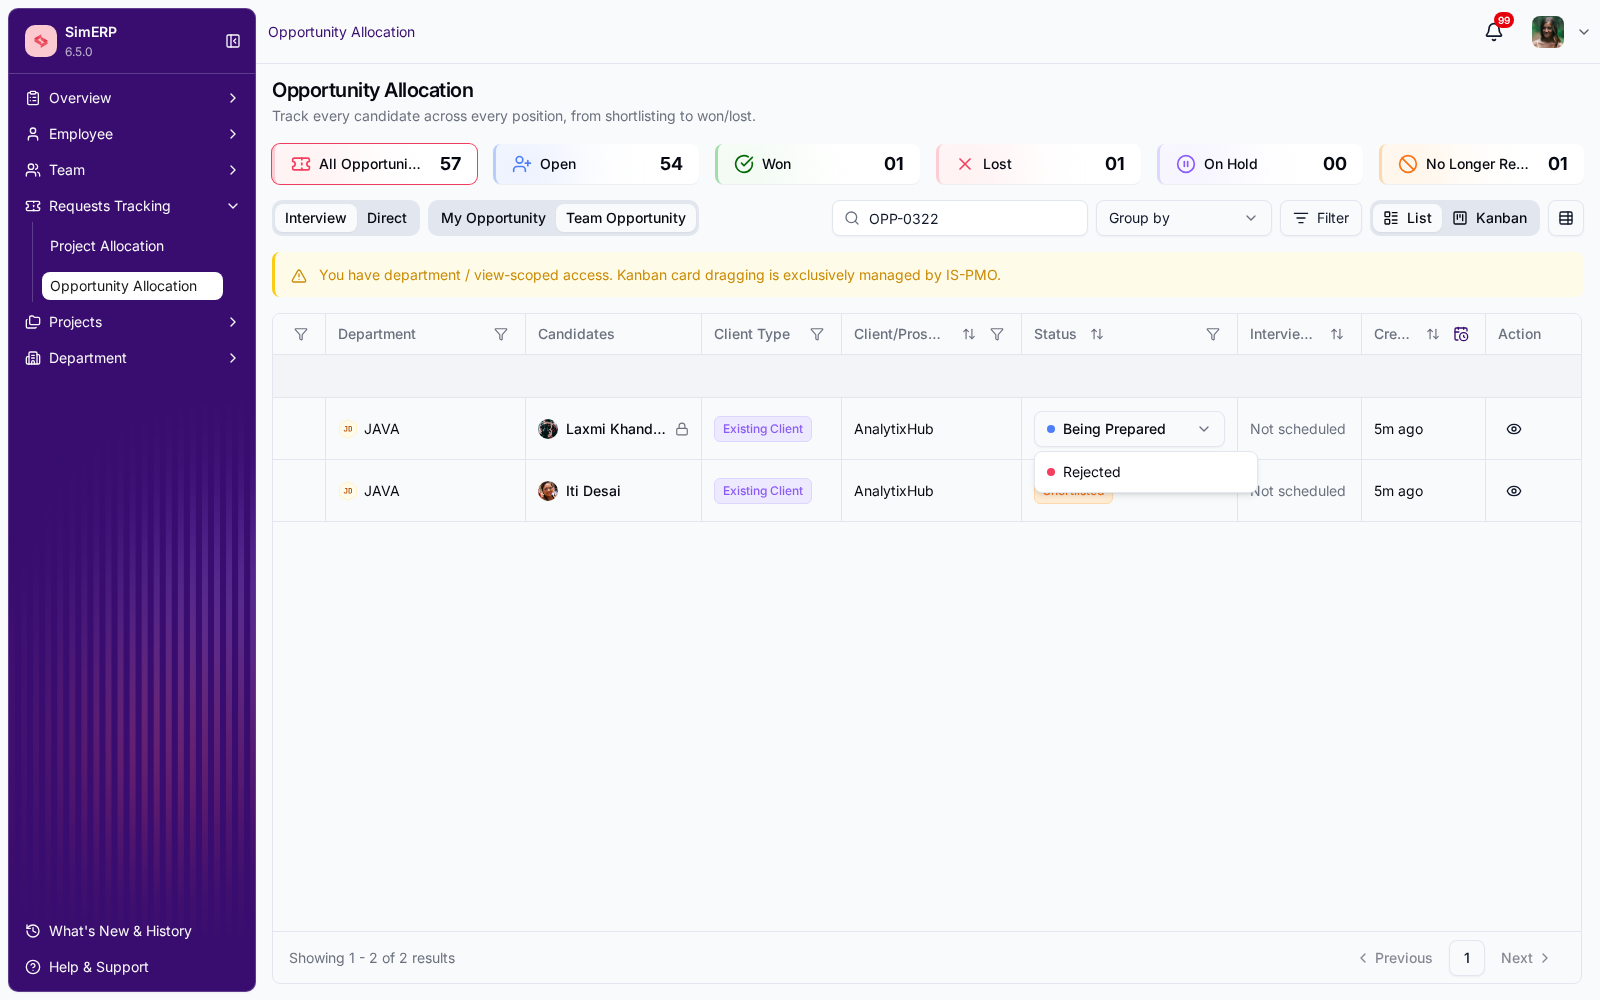 SimERP
6.5.0
Overview
Employee
Team
Requests Tracking
Project Allocation
Opportunity Allocation
Projects
Department
What's New & History
Help & Support
Opportunity Allocation
99
Opportunity Allocation
Track every candidate across every position, from shortlisting to won/lost.
All Opportuni... 57
Open 54
Won 01
Lost 01
On Hold 00
No Longer Re... 01
Interview Direct My Opportunity Team Opportunity OPP-0322 Group by Filter List Kanban
You have department / view-scoped access. Kanban card dragging is exclusively managed by IS-PMO.
Department Candidates Client Type Client/Pros... Status Intervie... Cre... Action
JD JAVA Laxmi Khand... Existing Client AnalytixHub Being Prepared Not scheduled 5m ago
Rejected
JD JAVA Iti Desai Existing Client AnalytixHub Shortlisted Not scheduled 5m ago
Showing 1 - 2 of 2 results
Previous 1 Next